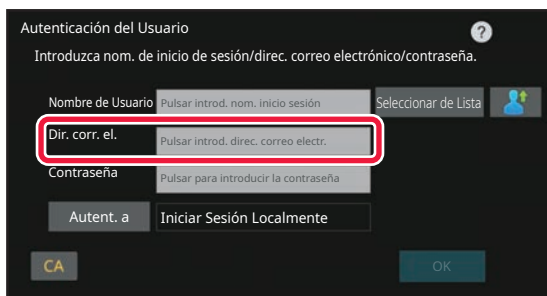 Autenticación del Usuario
?
Introduzca nom. de inicio de sesión/direc. correo electrónico/contraseña.
Nombre de Usuario Pulsar introd. nom. inicio sesión Seleccionar de Lista
Dir. corr. el. Pulsar introd. direc. correo electr.
Contraseña Pulsar para introducir la contraseña
Autent. a Iniciar Sesión Localmente
CA OK